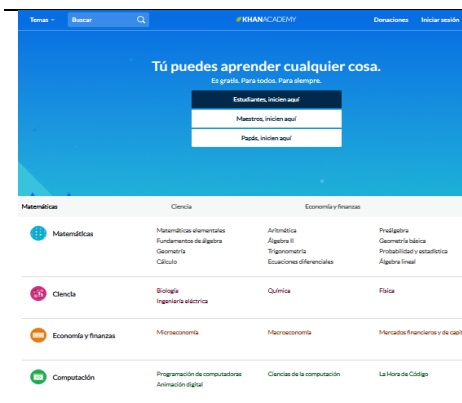 Temas Buscar KHANACADEMY Donaciones Iniciar sesión
Tú puedes aprender cualquier cosa.
Es gratis. Para todos. Para siempre.
Estudiantes, inicien aquí
Maestros, inicien aquí
Papás, inicien aquí
Matemáticas Ciencia Economía y finanzas
Matemáticas
Matemáticas elementales Aritmética Preálgebra
Fundamentos de álgebra Álgebra II Geometría básica
Geometría Trigonometría Probabilidad y estadística
Cálculo Ecuaciones diferenciales Álgebra lineal
Ciencia
Biología Química Física
Ingeniería eléctrica
Economía y finanzas
Microeconomía Macroeconomía Mercados financieros y de capit
Computación
Programación de computadoras Ciencias de la computación La Hora de Código
Animación digital